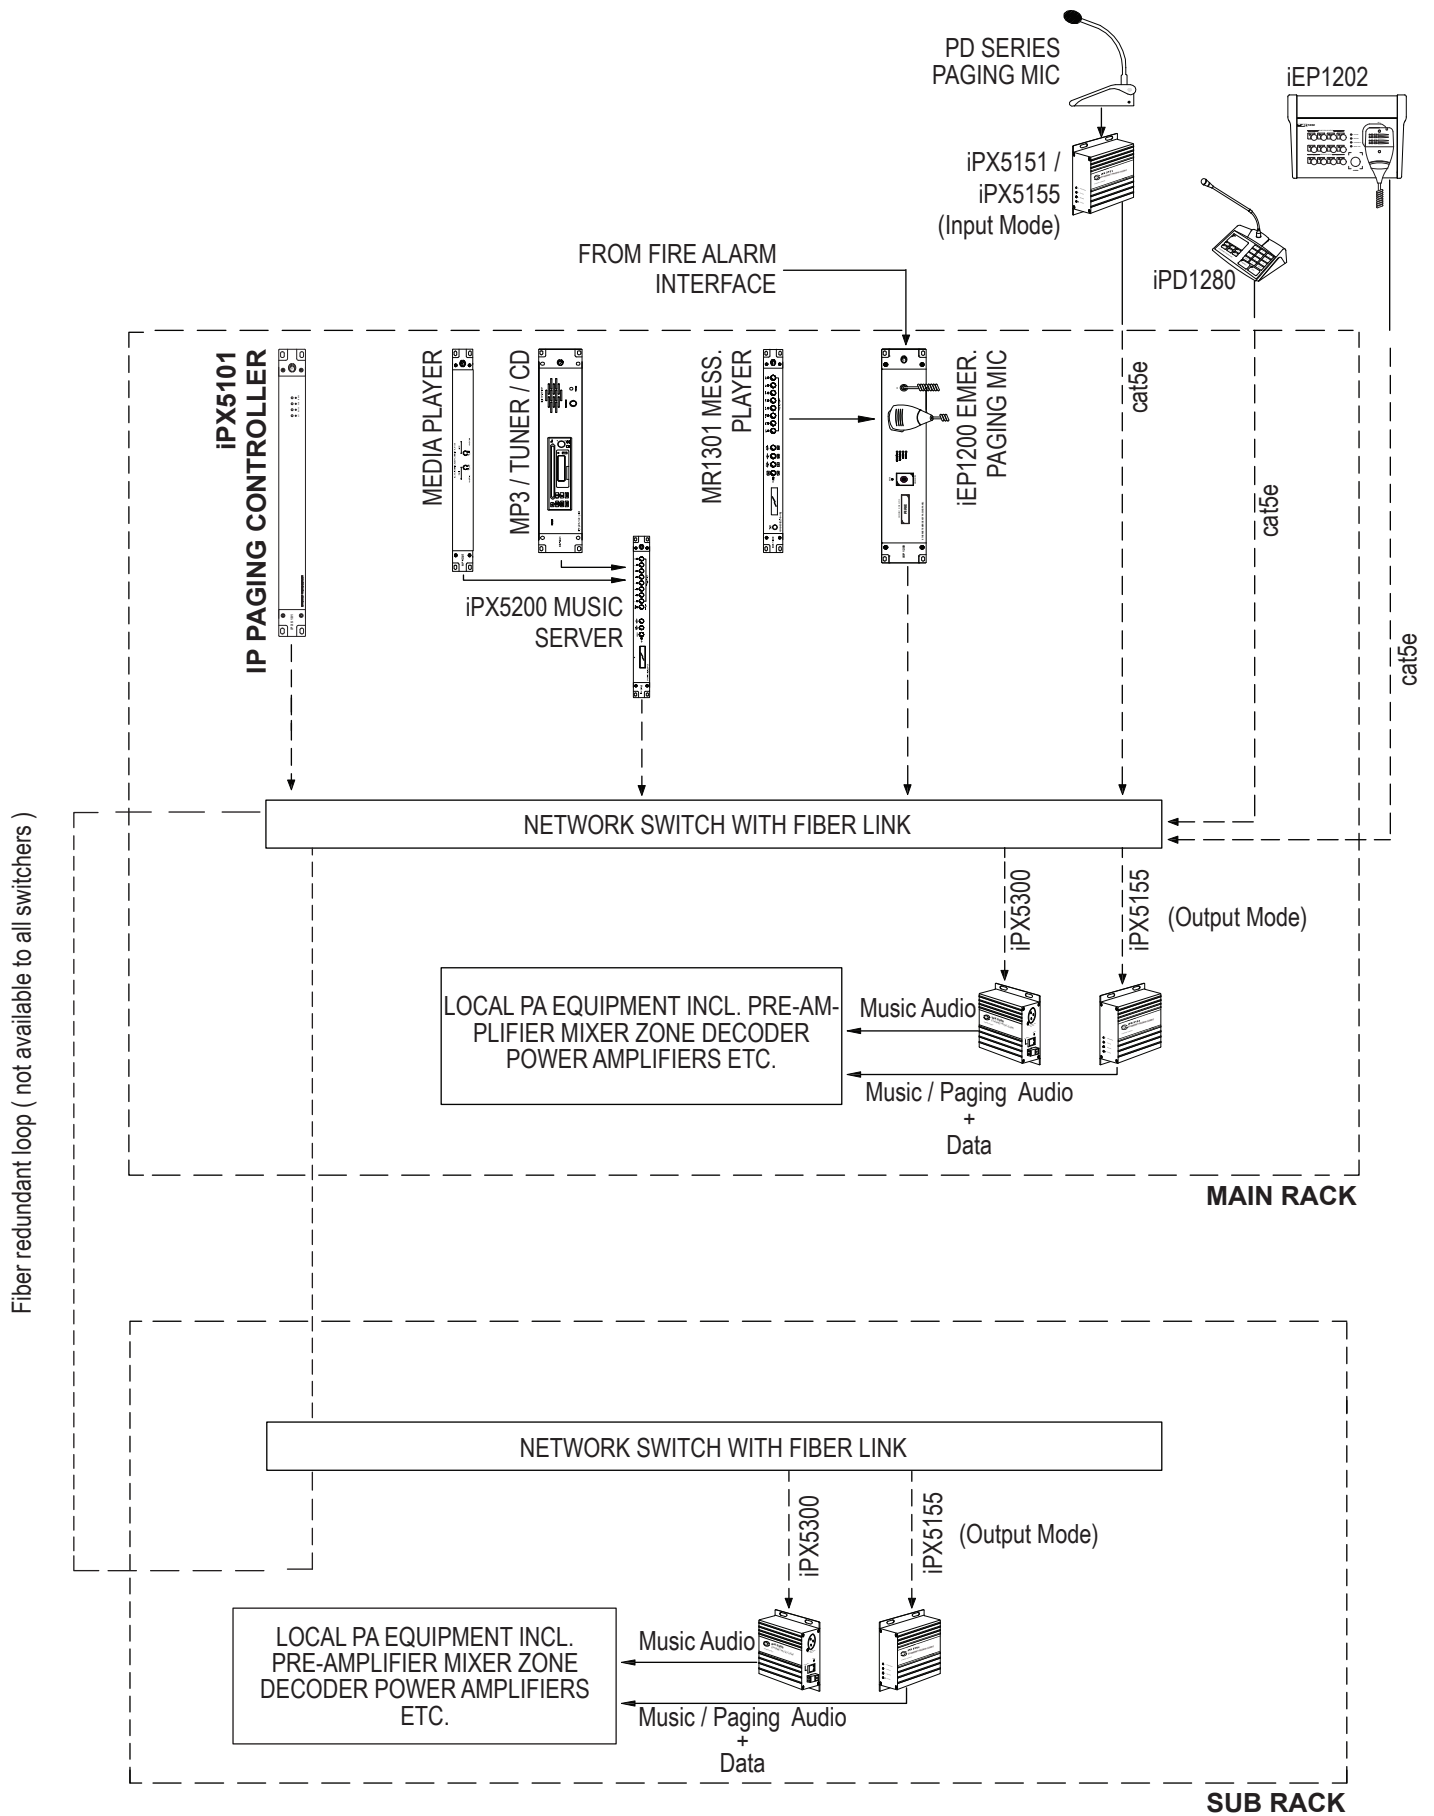 PD SERIES
PAGING MIC
iEP1202
iPX5151 /
iPX5155
(Input Mode)
iPD1280
FROM FIRE ALARM
INTERFACE
iPX5101
IP PAGING CONTROLLER
MEDIA PLAYER
MP3 / TUNER / CD
MR1301 MESS.
PLAYER
iEP1200 EMER.
PAGING MIC
cat5e
cat5e
cat5e
iPX5200 MUSIC
SERVER
NETWORK SWITCH WITH FIBER LINK
Fiber redundant loop ( not available to all switchers )
iPX5300
iPX5155
(Output Mode)
LOCAL PA EQUIPMENT INCL. PRE-AM-
PLIFIER MIXER ZONE DECODER
POWER AMPLIFIERS ETC.
Music Audio
Music / Paging Audio
+
Data
MAIN RACK
NETWORK SWITCH WITH FIBER LINK
iPX5300
iPX5155
(Output Mode)
LOCAL PA EQUIPMENT INCL.
PRE-AMPLIFIER MIXER ZONE
DECODER POWER AMPLIFIERS
ETC.
Music Audio
Music / Paging Audio
+
Data
SUB RACK